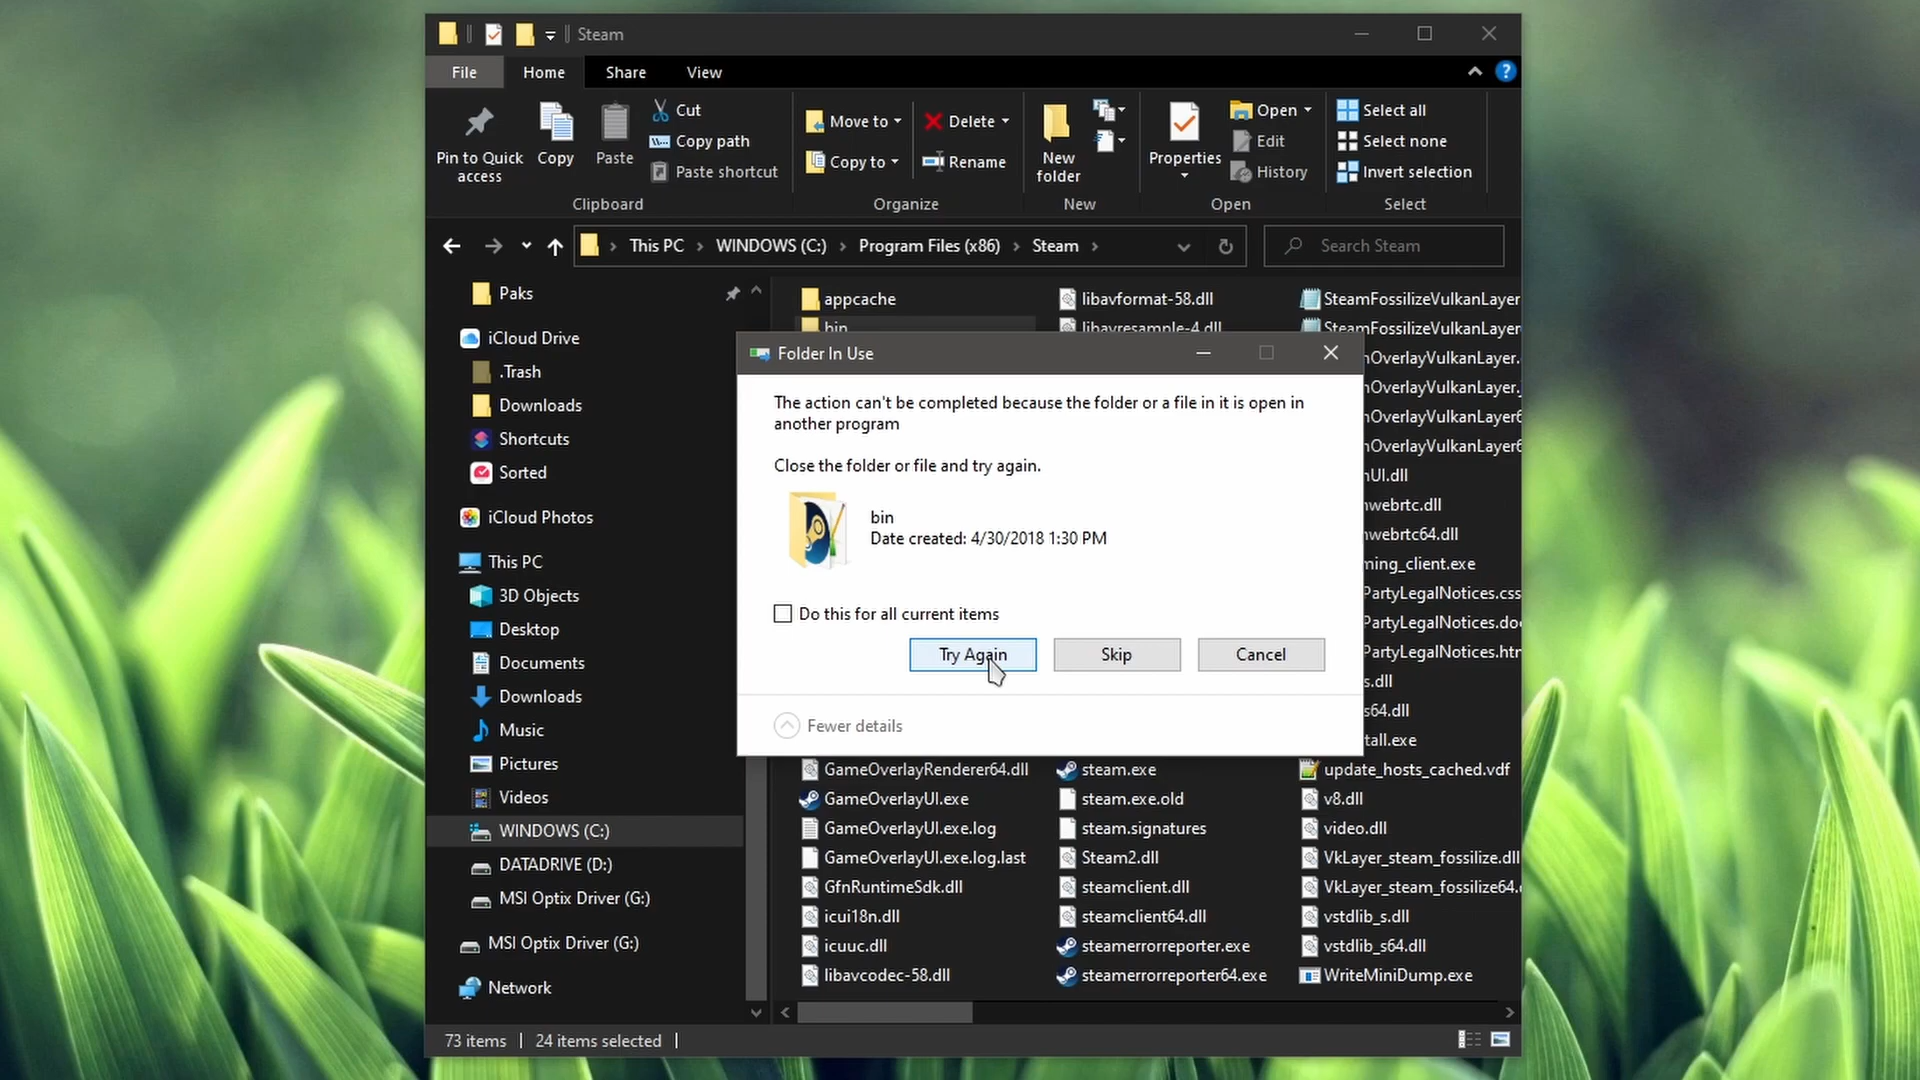 Steam
File Home Share View
Pin to Quick access
Copy
Paste
Cut
Copy path
Paste shortcut
Clipboard
Move to
Copy to
Delete
Rename
Organize
New folder
New
Properties
Open
Edit
History
Open
Select all
Select none
Invert selection
Select
This PC > WINDOWS (C:) > Program Files (x86) > Steam >
Search Steam
Paks
iCloud Drive
.Trash
Downloads
Shortcuts
Sorted
iCloud Photos
This PC
3D Objects
Desktop
Documents
Downloads
Music
Pictures
Videos
WINDOWS (C:)
DATADRIVE (D:)
MSI Optix Driver (G:)
MSI Optix Driver (G:)
Network
appcache
bin
libavformat-58.dll
libavresample-4.dll
SteamFossilizeVulkanLayer
SteamFossilizeVulkanLayer
nOverlayVulkanLayer.
nOverlayVulkanLayer.
nOverlayVulkanLayer6
nOverlayVulkanLayer6
nUI.dll
nwebrtc.dll
nwebrtc64.dll
ming_client.exe
PartyLegalNotices.css
PartyLegalNotices.do
PartyLegalNotices.htn
s.dll
s64.dll
tall.exe
Folder In Use
The action can't be completed because the folder or a file in it is open in
another program
Close the folder or file and try again.
bin
Date created: 4/30/2018 1:30 PM
Do this for all current items
Try Again
Skip
Cancel
Fewer details
GameOverlayRenderer64.dll
GameOverlayUI.exe
GameOverlayUI.exe.log
GameOverlayUI.exe.log.last
GfnRuntimeSdk.dll
icui18n.dll
icuuc.dll
libavcodec-58.dll
steam.exe
steam.exe.old
steam.signatures
Steam2.dll
steamclient.dll
steamclient64.dll
steamerrorreporter.exe
steamerrorreporter64.exe
update_hosts_cached.vdf
v8.dll
video.dll
VkLayer_steam_fossilize.dll
VkLayer_steam_fossilize64.
vstdlib_s.dll
vstdlib_s64.dll
WriteMiniDump.exe
73 items
24 items selected